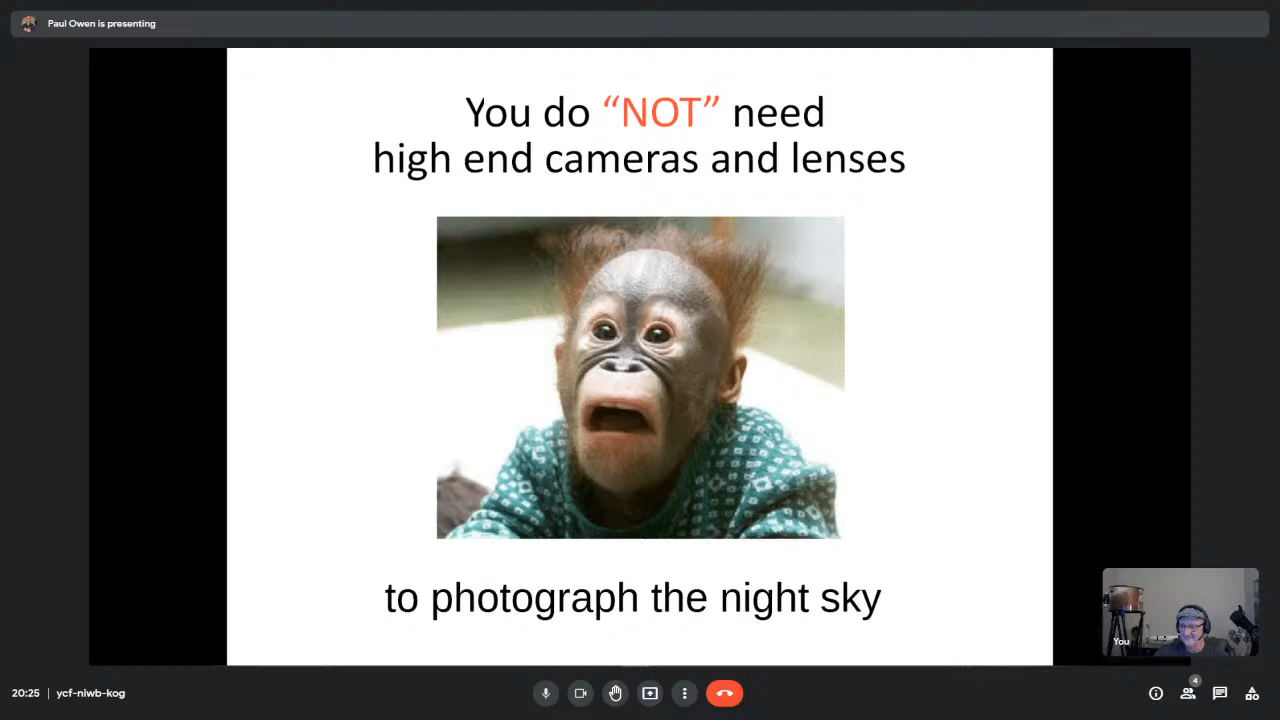 Paul Owen is presenting
You do “NOT” need
high end cameras and lenses
to photograph the night sky
You
4
20:25 | ycf-niwb-kog